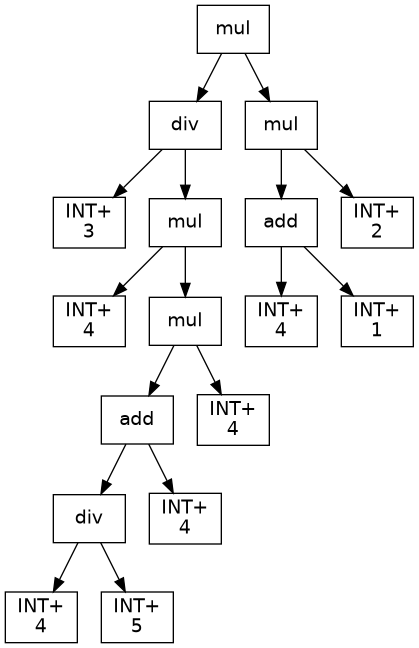 mul
div
mul
INT+
3
mul
add
INT+
2
INT+
4
mul
INT+
4
INT+
1
add
INT+
4
div
INT+
4
INT+
4
INT+
5